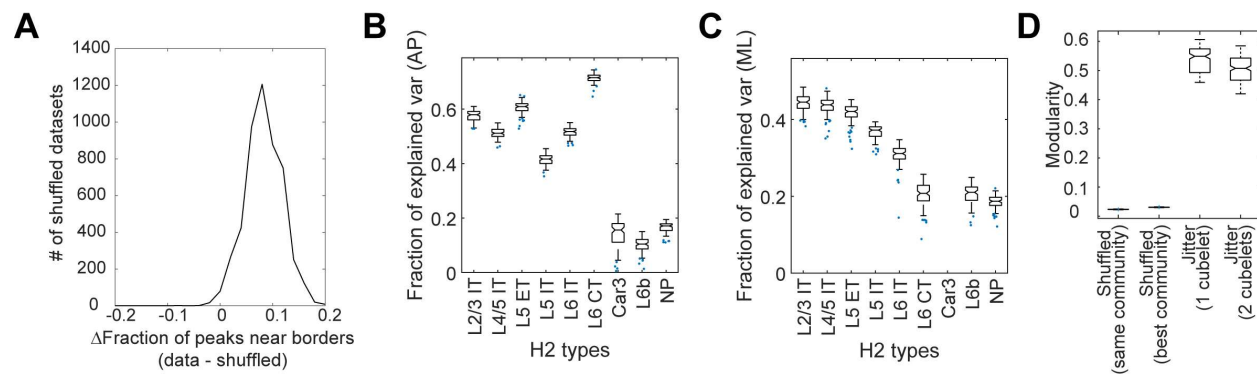 A
# of shuffled datasets
1400
1200
1000
800
600
400
200
0
-0.2
-0.1
0
0.1
0.2
ΔFraction of peaks near borders
(data - shuffled)
B
Fraction of explained var (AP)
0.6
0.4
0.2
0
L2/3 IT
L4/5 IT
L5 ET
L5 IT
L6 IT
L6 CT
Car3
L6b
NP
H2 types
C
Fraction of explained var (ML)
0.4
0.2
0
L2/3 IT
L4/5 IT
L5 ET
L5 IT
L6 IT
L6 CT
Car3
L6b
NP
H2 types
D
Modularity
0.6
0.5
0.4
0.3
0.2
0.1
0
Shuffled
(same community)
Shuffled
(best community)
Jitter
(1 cubelet)
Jitter
(2 cubelets)